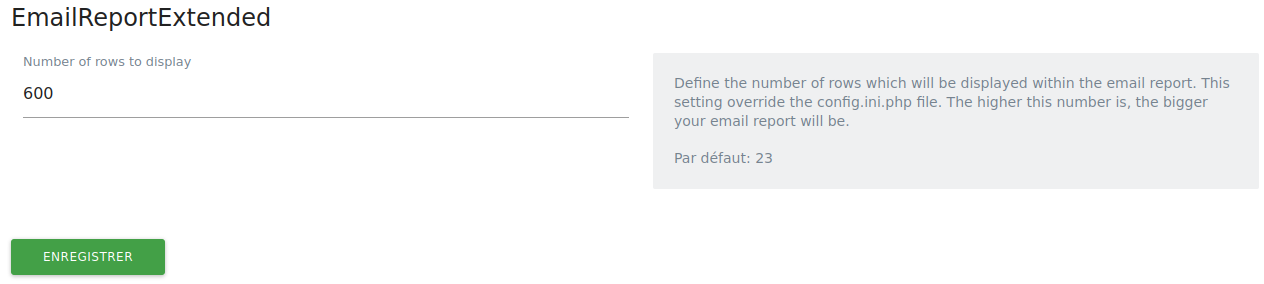 EmailReportExtended
Number of rows to display
600
Define the number of rows which will be displayed within the email report. This
setting override the config.ini.php file. The higher this number is, the bigger
your email report will be.
Par défaut: 23
ENREGISTRER